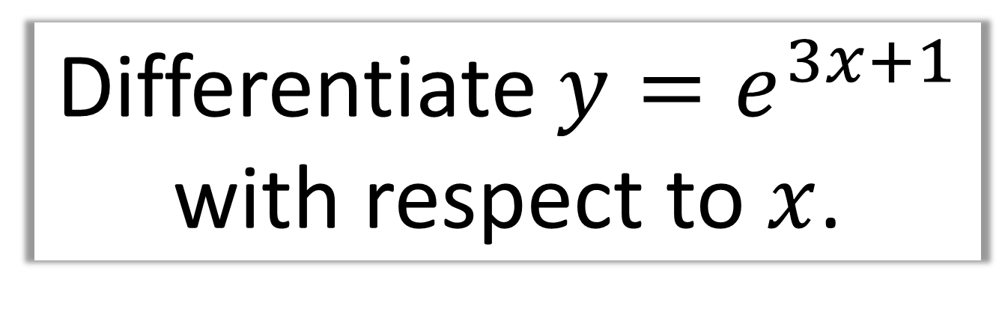 Differentiate y = e^{3x+1}
with respect to x.